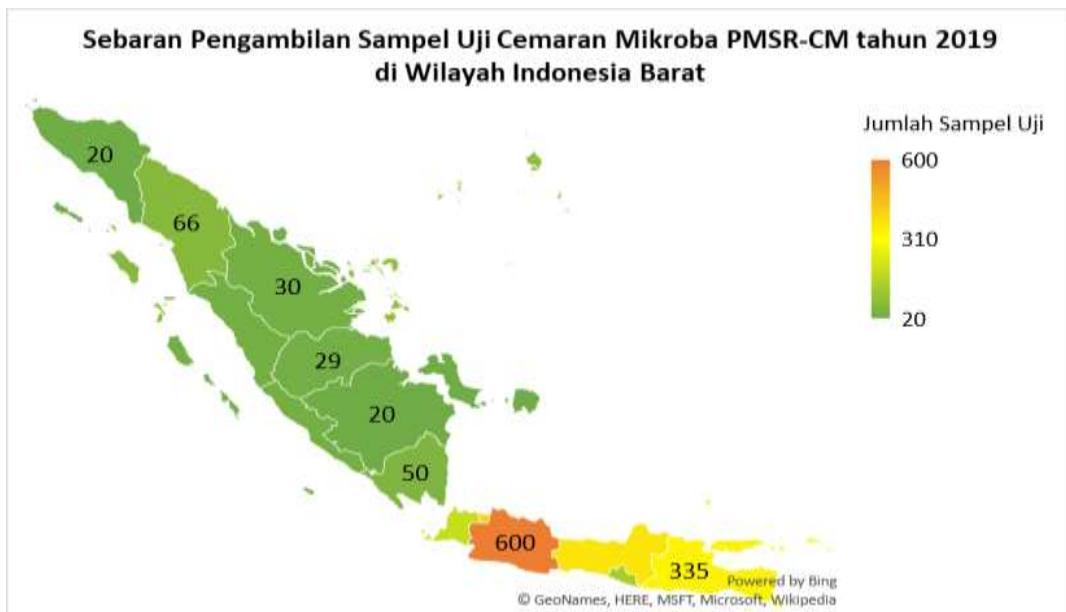 Sebaran Pengambilan Sampel Uji Cemaran Mikroba PMSR-CM tahun 2019
di Wilayah Indonesia Barat
Jumlah Sampel Uji
600
310
20
20
66
30
29
20
50
600
335
Powered by Bing
© GeoNames, HERE, MSFT, Microsoft, Wikipedia